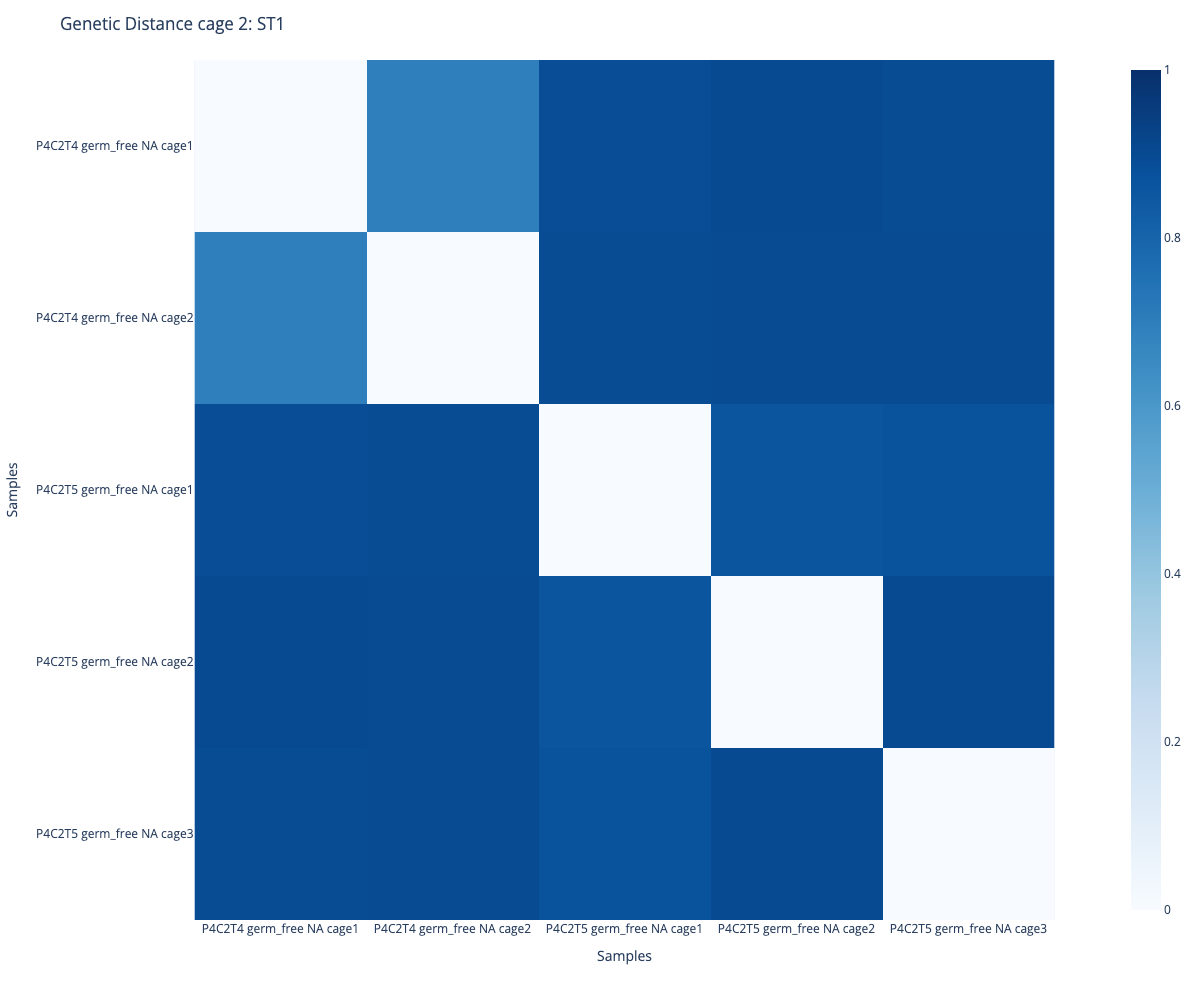 Genetic Distance cage 2: ST1
P4C2T4 germ_free NA cage1
P4C2T4 germ_free NA cage2
P4C2T5 germ_free NA cage1
P4C2T5 germ_free NA cage2
P4C2T5 germ_free NA cage3
Samples
P4C2T4 germ_free NA cage1
P4C2T4 germ_free NA cage2
P4C2T5 germ_free NA cage1
P4C2T5 germ_free NA cage2
P4C2T5 germ_free NA cage3
Samples
1
0.8
0.6
0.4
0.2
0